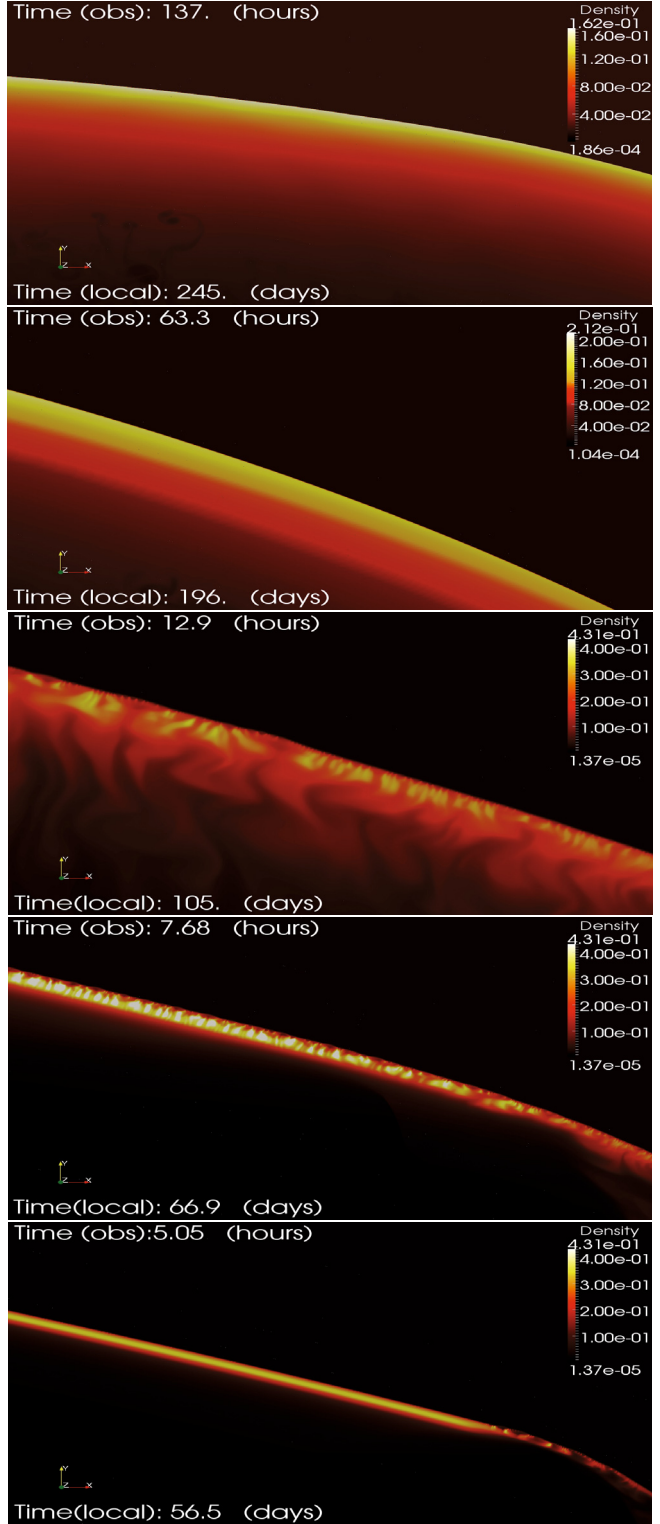 Time (obs): 137. (hours)
Density
1.62e-01
1.60e-01
1.20e-01
8.00e-02
4.00e-02
1.86e-04
Y
Z X
Time (local): 245. (days)
Time (obs): 63.3 (hours)
Density
2.12e-01
2.00e-01
1.60e-01
1.20e-01
8.00e-02
4.00e-02
1.04e-04
Y
Z X
Time (local): 196. (days)
Time (obs): 12.9 (hours)
Density
4.31e-01
4.00e-01
3.00e-01
2.00e-01
1.00e-01
1.37e-05
Y
Z X
Time(local): 105. (days)
Time (obs): 7.68 (hours)
Density
4.31e-01
4.00e-01
3.00e-01
2.00e-01
1.00e-01
1.37e-05
Y
Z X
Time(local): 66.9 (days)
Time (obs):5.05 (hours)
Density
4.31e-01
4.00e-01
3.00e-01
2.00e-01
1.00e-01
1.37e-05
Y
Z X
Time(local): 56.5 (days)